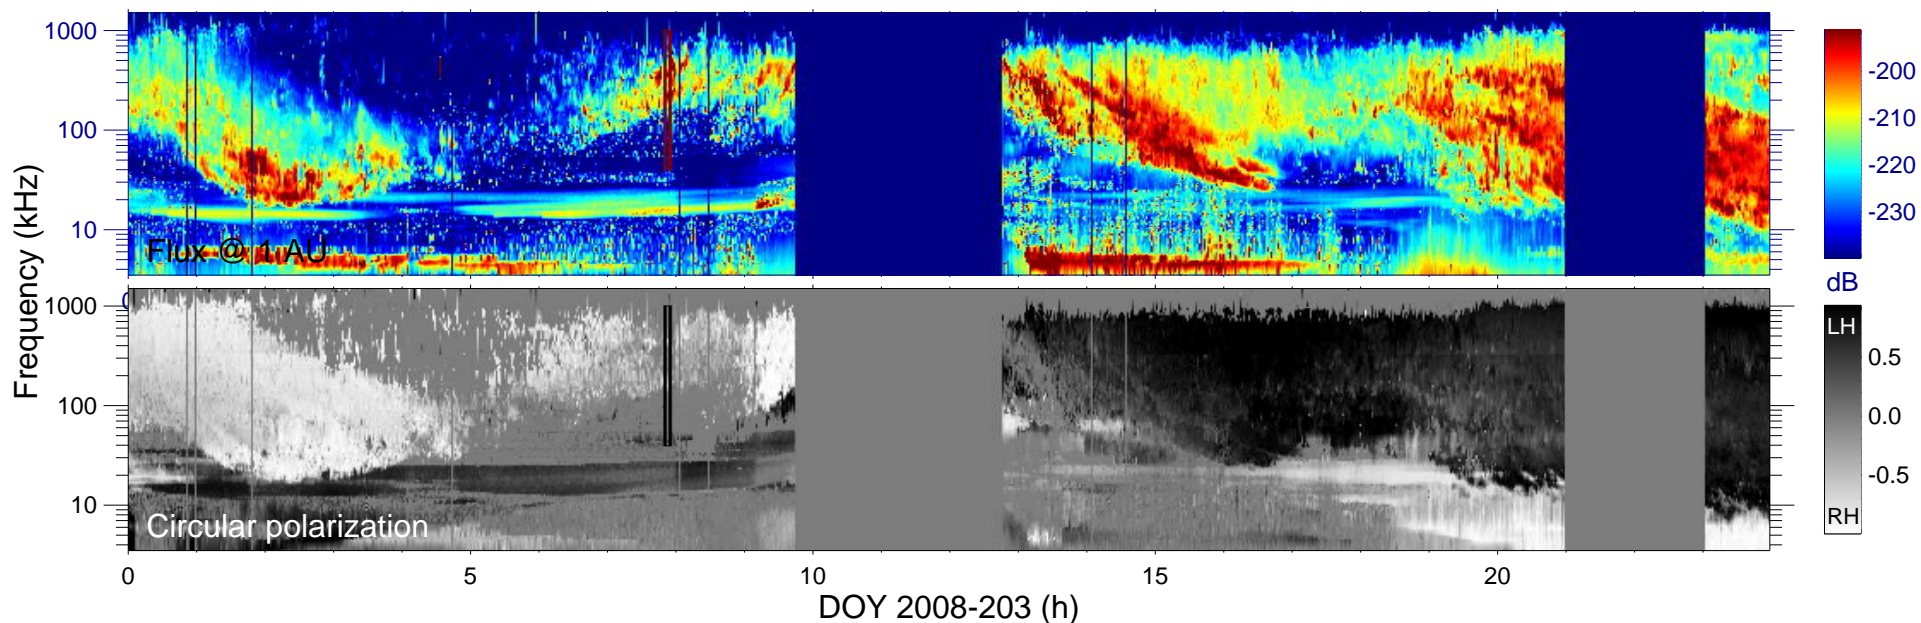 1000
100
10
Flux @ 1 AU
-200
-210
-220
-230
dB
Frequency (kHz)
0
1000
100
10
Circular polarization
LH
0.5
0.0
-0.5
RH
0
5
10
15
20
DOY 2008-203 (h)